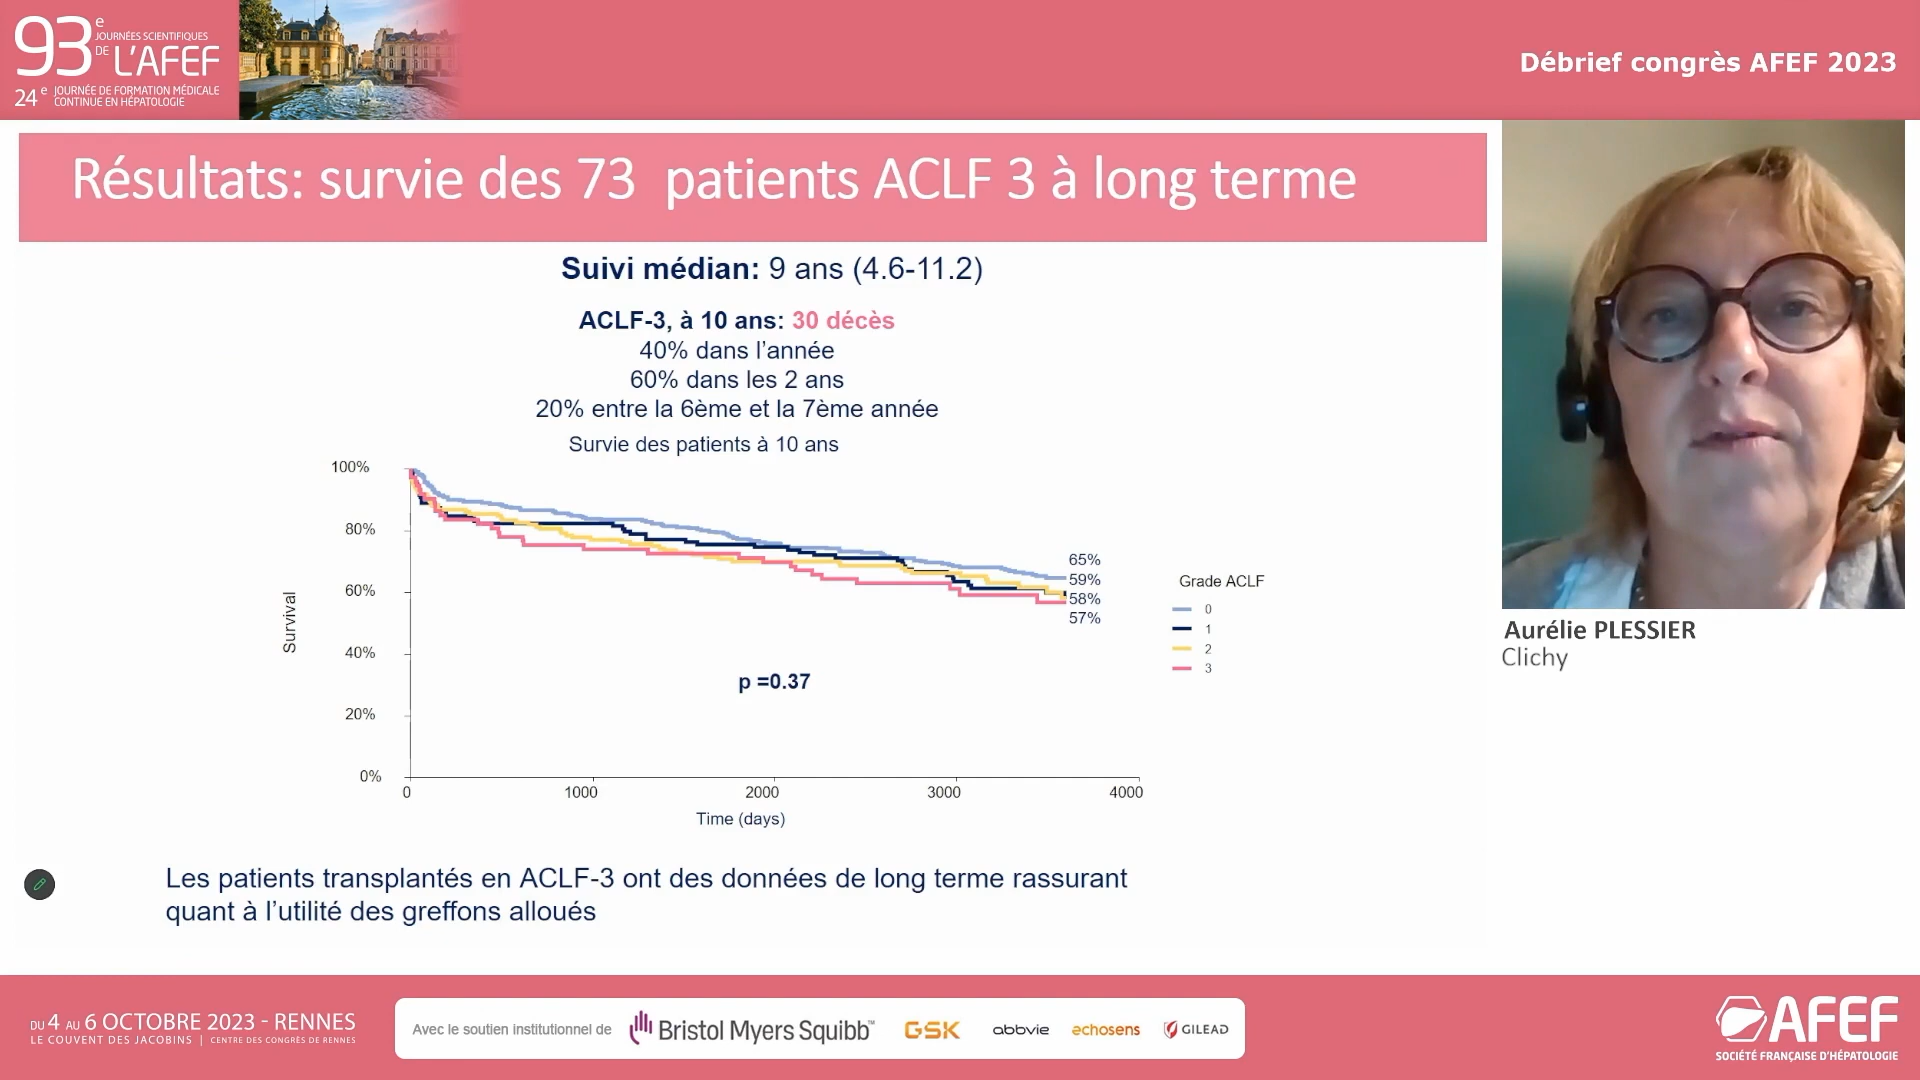 93e JOURNÉES SCIENTIFIQUES
DE L'AFEF
24e JOURNÉE DE FORMATION MÉDICALE
CONTINUE EN HÉPATOLOGIE
Débrief congrès AFEF 2023
Résultats: survie des 73 patients ACLF 3 à long terme
Suivi médian: 9 ans (4.6-11.2)
ACLF-3, à 10 ans: 30 décès
40% dans l'année
60% dans les 2 ans
20% entre la 6ème et la 7ème année
Survie des patients à 10 ans
100%
80%
60%
40%
20%
0%
Survival
0
1000
2000
3000
4000
Time (days)
65%
59%
58%
57%
p =0.37
Grade ACLF
0
1
2
3
Aurélie PLESSIER
Clichy
Les patients transplantés en ACLF-3 ont des données de long terme rassurant
quant à l'utilité des greffons alloués
DU 4 AU 6 OCTOBRE 2023 - RENNES
LE COUVENT DES JACOBINS | CENTRE DES CONGRÈS DE RENNES
Avec le soutien institutionnel de
Bristol Myers Squibb™
GSK
abbvie
echosens
GILEAD
AFEF
SOCIÉTÉ FRANÇAISE D'HÉPATOLOGIE